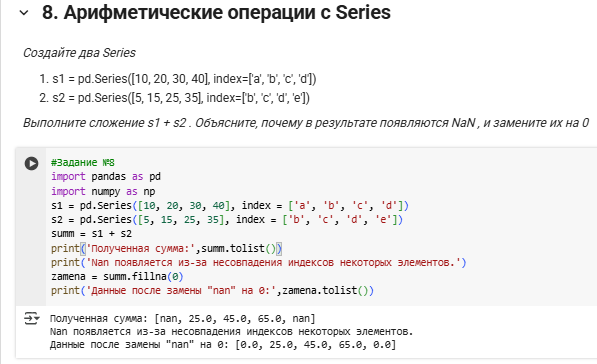 8. Арифметические операции с Series
Создайте два Series
1. s1 = pd.Series([10, 20, 30, 40], index=['a', 'b', 'c', 'd'])
2. s2 = pd.Series([5, 15, 25, 35], index=['b', 'c', 'd', 'e'])
Выполните сложение s1 + s2 . Объясните, почему в результате появляются NaN , и замените их на 0
#Задание №8
import pandas as pd
import numpy as np
s1 = pd.Series([10, 20, 30, 40], index = ['a', 'b', 'c', 'd'])
s2 = pd.Series([5, 15, 25, 35], index = ['b', 'c', 'd', 'e'])
summ = s1 + s2
print('Полученная сумма:',summ.tolist())
print('Nan появляется из-за несовпадения индексов некоторых элементов.')
zamena = summ.fillna(0)
print('Данные после замены "nan" на 0:',zamena.tolist())
Полученная сумма: [nan, 25.0, 45.0, 65.0, nan]
Nan появляется из-за несовпадения индексов некоторых элементов.
Данные после замены "nan" на 0: [0.0, 25.0, 45.0, 65.0, 0.0]